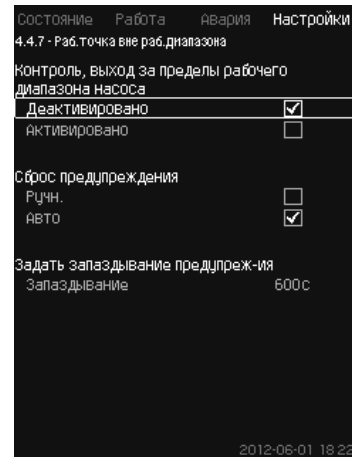 Состояние Работа Авария Настройки
4.4.7 - Раб.точка вне раб.диапазона
Контроль, выход за пределы рабочего
диапазона насоса
Деактивировано
Активировано
Сброс предупреждения
Ручн.
Авто
Задать запаздывание предупреж-ия
Запаздывание 600с
2012-06-01 18:22